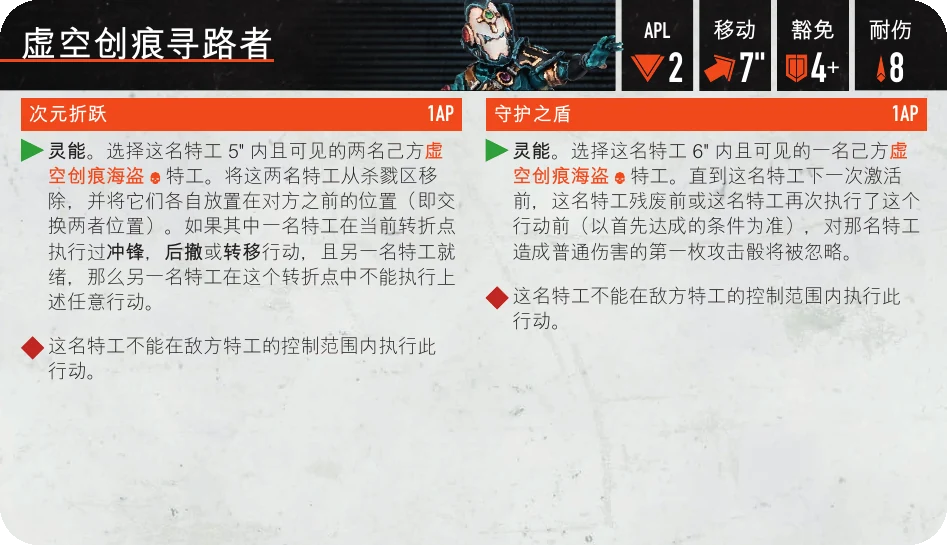 虚空创痕寻路者
APL 移动 豁免 耐伤
2 7" 4+ 8
次元折跃 1AP
灵能。选择这名特工 5" 内且可见的两名己方虚
空创痕海盗 特工。将这两名特工从杀戮区移
除，并将它们各自放置在对方之前的位置（即交
换两者位置）。如果其中一名特工在当前转折点
执行过冲锋，后撤或转移行动，且另一名特工就
绪，那么另一名特工在这个转折点中不能执行上
述任意行动。
这名特工不能在敌方特工的控制范围内执行此
行动。
守护之盾 1AP
灵能。选择这名特工 6" 内且可见的一名己方虚
空创痕海盗 特工。直到这名特工下一次激活
前，这名特工残废前或这名特工再次执行了这个
行动前（以首先达成的条件为准），对那名特工
造成普通伤害的第一枚攻击骰将被忽略。
这名特工不能在敌方特工的控制范围内执行此
行动。